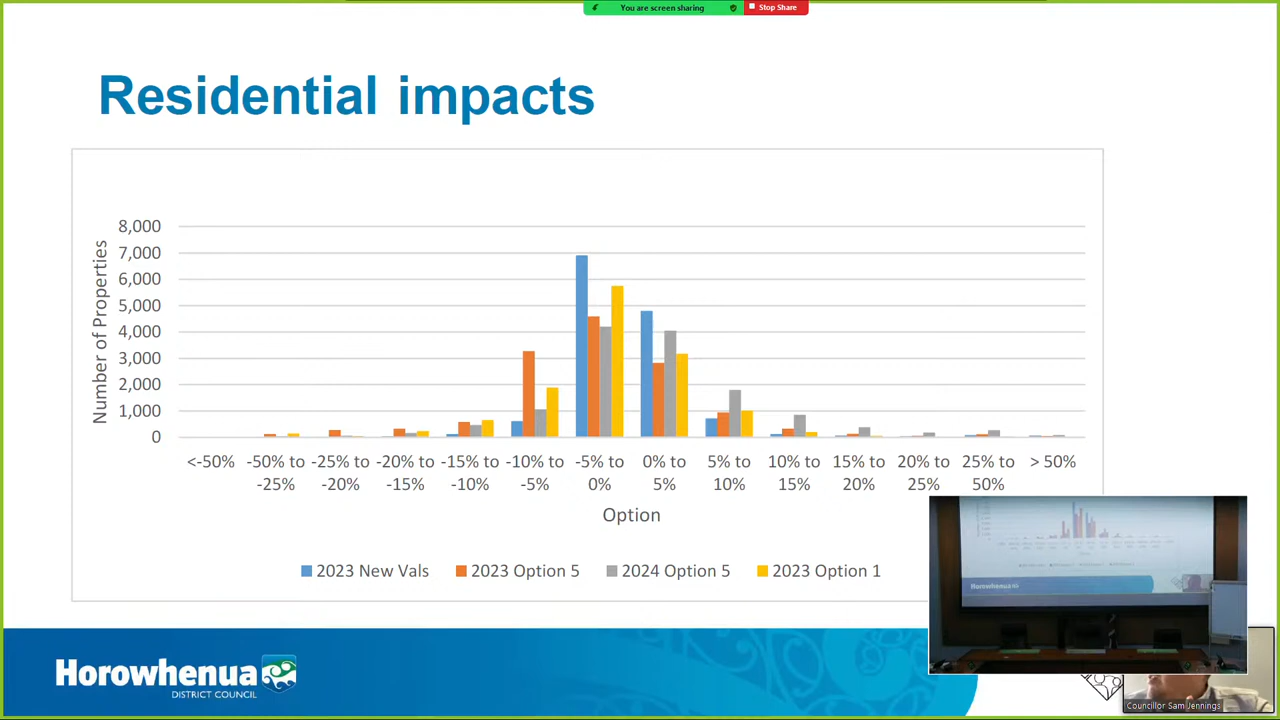 You are screen sharing
Stop Share
Residential impacts
8,000
7,000
6,000
5,000
4,000
3,000
2,000
1,000
0
Number of Properties
<-50% -50% to -25% to -20% to -15% to -10% to -5% to 0% to 5% to 10% to 15% to 20% to 25% to > 50%
-25% -20% -15% -10% -5% 0% 5% 10% 15% 20% 25% 50%
Option
2023 New Vals 2023 Option 5 2024 Option 5 2023 Option 1
Horowhenua
DISTRICT COUNCIL
Horowhenua
Councillor Sam Jennings